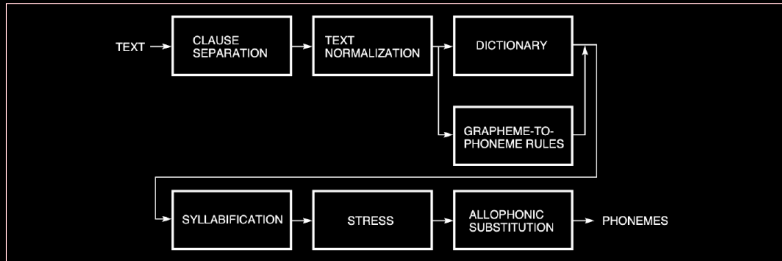 TEXT
CLAUSE
SEPARATION
TEXT
NORMALIZATION
DICTIONARY
GRAPHEME-TO-
PHONEME RULES
SYLLABIFICATION
STRESS
ALLOPHONIC
SUBSTITUTION
PHONEMES